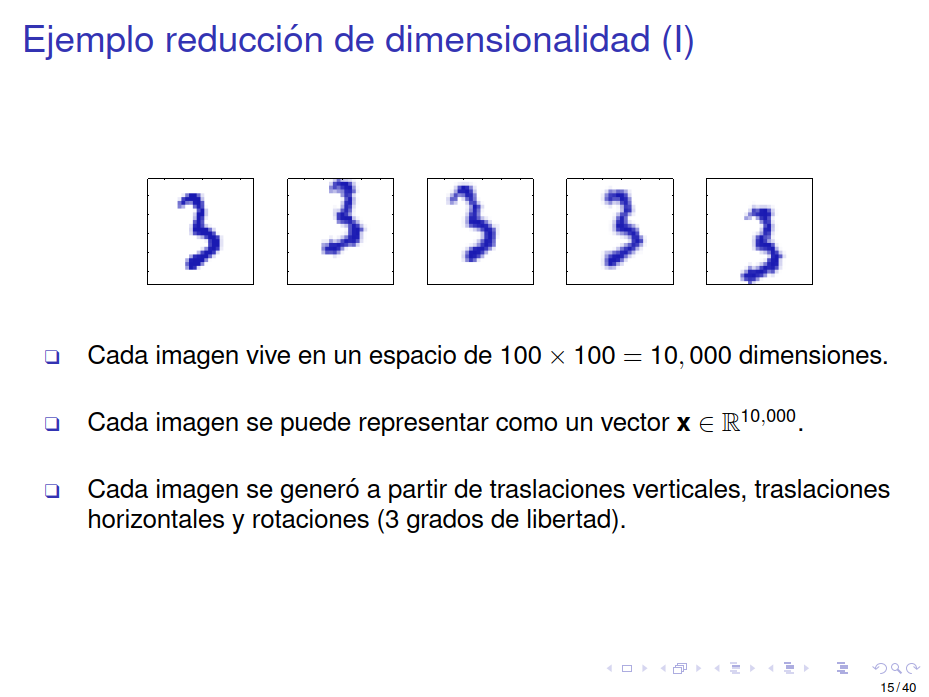 Ejemplo reducción de dimensionalidad (I)
Cada imagen vive en un espacio de 100 × 100 = 10, 000 dimensiones.
Cada imagen se puede representar como un vector x ∈ ℝ^10,000.
Cada imagen se generó a partir de traslaciones verticales, traslaciones
horizontales y rotaciones (3 grados de libertad).
15 / 40